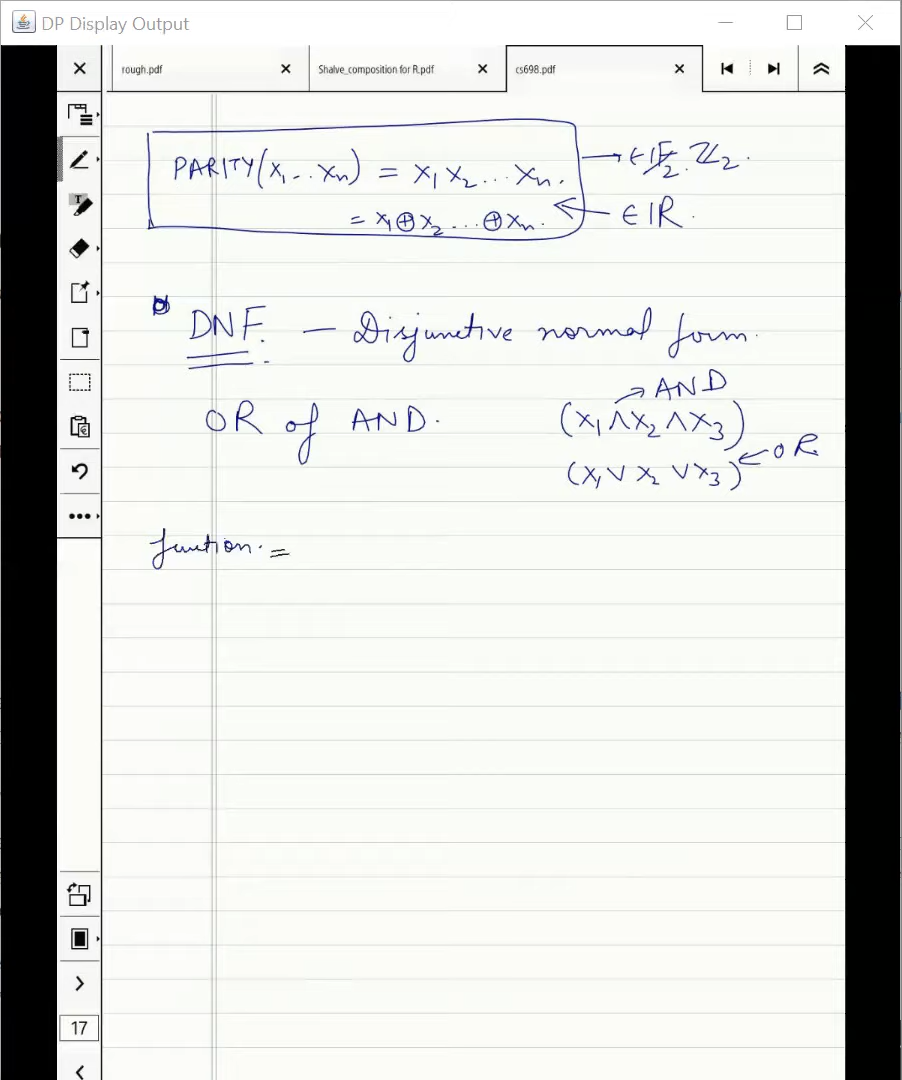 DP Display Output
rough.pdf
Shalve_composition for R.pdf
cs698.pdf
PARITY(x₁...xₙ) = x₁ x₂ ... xₙ. → ∈ 𝔽₂. ℤ₂.
= x₁ ⊕ x₂ ... ⊕ xₙ. ← ∈ ℝ.
DNF. — Disjunctive normal form.
→ AND
OR of AND. (x₁ ∧ x₂ ∧ x₃)
(x₁ ∨ x₂ ∨ x₃) ← OR.
function. =
17